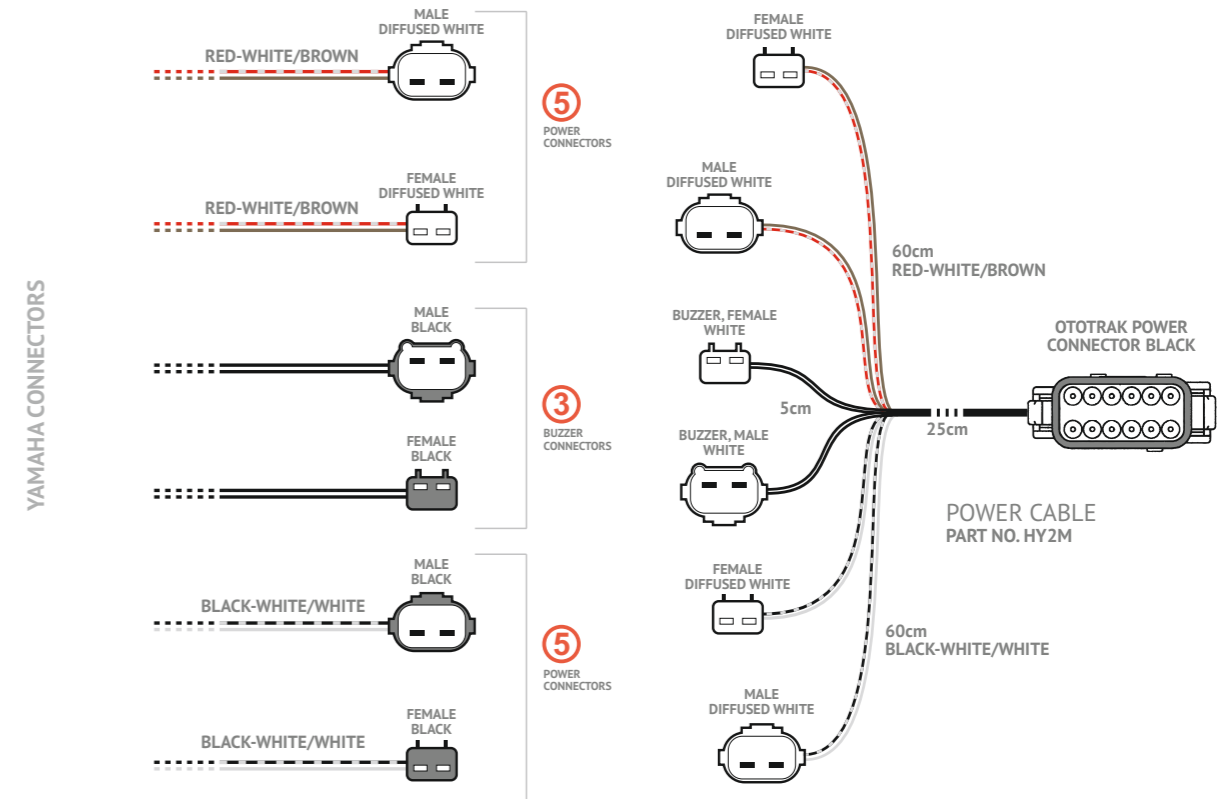 YAMAHA CONNECTORS
MALE
DIFFUSED WHITE
RED-WHITE/BROWN
FEMALE
DIFFUSED WHITE
RED-WHITE/BROWN
5
POWER
CONNECTORS
MALE
BLACK
FEMALE
BLACK
3
BUZZER
CONNECTORS
MALE
BLACK
BLACK-WHITE/WHITE
FEMALE
BLACK
BLACK-WHITE/WHITE
5
POWER
CONNECTORS
FEMALE
DIFFUSED WHITE
MALE
DIFFUSED WHITE
60cm
RED-WHITE/BROWN
BUZZER, FEMALE
WHITE
5cm
BUZZER, MALE
WHITE
FEMALE
DIFFUSED WHITE
60cm
BLACK-WHITE/WHITE
MALE
DIFFUSED WHITE
25cm
OTOTRAK POWER
CONNECTOR BLACK
POWER CABLE
PART NO. HY2M